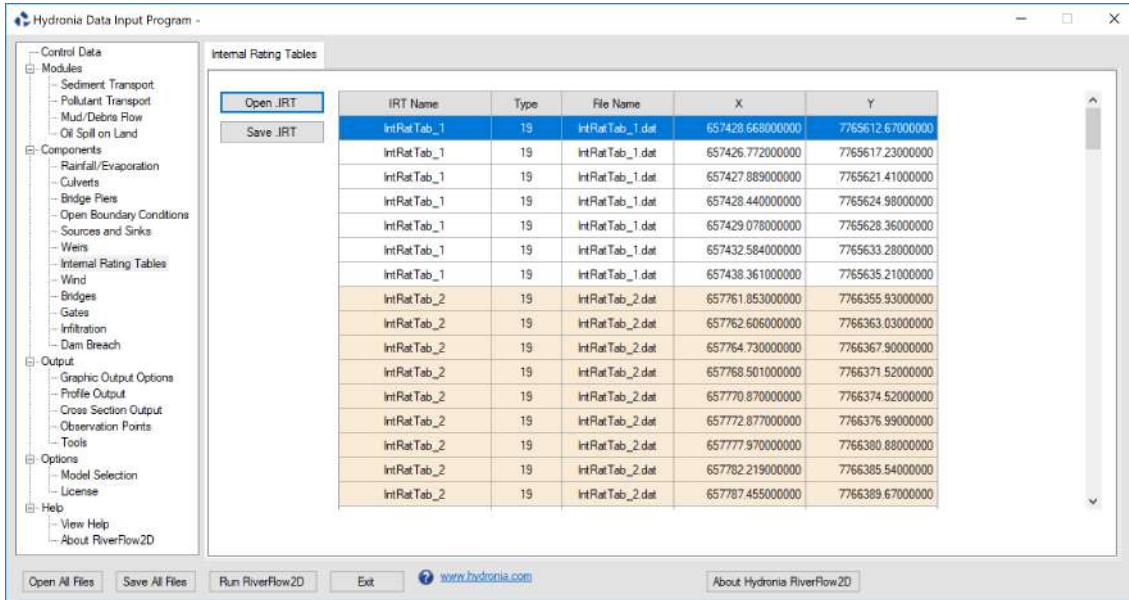 Hydronia Data Input Program -
Control Data
Modules
Sediment Transport
Pollutant Transport
Mud/Debris Flow
Oil Spill on Land
Components
Rainfall/Evaporation
Culverts
Bridge Piers
Open Boundary Conditions
Sources and Sinks
Weirs
Internal Rating Tables
Wind
Bridges
Gates
Infiltration
Dam Breach
Output
Graphic Output Options
Profile Output
Cross Section Output
Observation Points
Tools
Options
Model Selection
License
Help
View Help
About RiverFlow2D
Internal Rating Tables
Open .IRT
Save .IRT
IRT Name Type File Name X Y
IntRatTab_1 19 IntRatTab_1.dat 657428.668000000 7765612.67000000
IntRatTab_1 19 IntRatTab_1.dat 657426.772000000 7765617.23000000
IntRatTab_1 19 IntRatTab_1.dat 657427.889000000 7765621.41000000
IntRatTab_1 19 IntRatTab_1.dat 657428.440000000 7765624.98000000
IntRatTab_1 19 IntRatTab_1.dat 657429.078000000 7765628.36000000
IntRatTab_1 19 IntRatTab_1.dat 657432.584000000 7765633.28000000
IntRatTab_1 19 IntRatTab_1.dat 657438.361000000 7765635.21000000
IntRatTab_2 19 IntRatTab_2.dat 657761.853000000 7766355.93000000
IntRatTab_2 19 IntRatTab_2.dat 657762.606000000 7766363.03000000
IntRatTab_2 19 IntRatTab_2.dat 657764.730000000 7766367.90000000
IntRatTab_2 19 IntRatTab_2.dat 657768.501000000 7766371.52000000
IntRatTab_2 19 IntRatTab_2.dat 657770.870000000 7766374.52000000
IntRatTab_2 19 IntRatTab_2.dat 657772.877000000 7766376.99000000
IntRatTab_2 19 IntRatTab_2.dat 657777.970000000 7766380.88000000
IntRatTab_2 19 IntRatTab_2.dat 657782.219000000 7766385.54000000
IntRatTab_2 19 IntRatTab_2.dat 657787.455000000 7766389.67000000
Open All Files Save All Files Run RiverFlow2D Exit ? www.hydronia.com About Hydronia RiverFlow2D